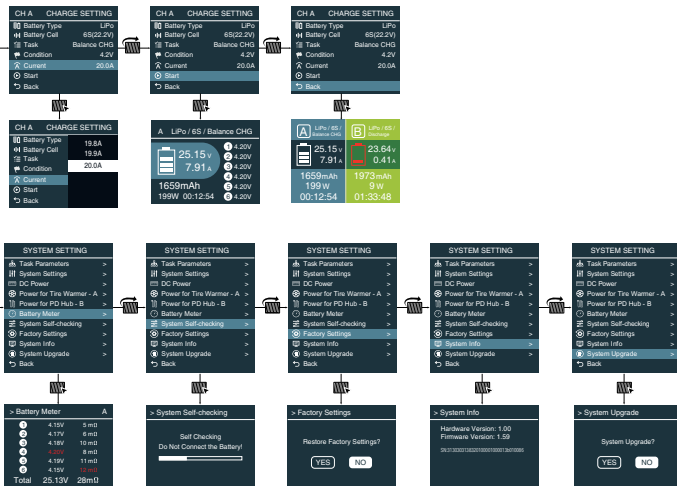 CH A CHARGE SETTING
Battery Type LiPo
Battery Cell 6S(22.2V)
Task Balance CHG
Condition 4.2V
Current 20.0A
Start
Back
CH A CHARGE SETTING
Battery Type LiPo
Battery Cell 6S(22.2V)
Task Balance CHG
Condition 4.2V
Current 20.0A
Start
Back
CH A CHARGE SETTING
Battery Type LiPo
Battery Cell 6S(22.2V)
Task Balance CHG
Condition 4.2V
Current 20.0A
Start
Back
CH A CHARGE SETTING
Battery Type
Battery Cell 19.8A
Task 19.9A
Condition 20.0A
Current
Start
Back
A LiPo / 6S / Balance CHG
25.15V
7.91A
1659mAh
199W 00:12:54
1 4.20V
2 4.20V
3 4.20V
4 4.20V
5 4.20V
6 4.20V
A LiPo / 6S /
Balance CHG
25.15V
7.91A
1659mAh
199W
00:12:54
B LiPo / 6S /
Discharge
23.64V
0.41A
1973mAh
9W
01:33:48
SYSTEM SETTING
Task Parameters >
System Settings >
DC Power >
Power for Tire Warmer - A >
Power for PD Hub - B >
Battery Meter >
System Self-checking >
Factory Settings >
System Info >
System Upgrade >
Back
SYSTEM SETTING
Task Parameters >
System Settings >
DC Power >
Power for Tire Warmer - A >
Power for PD Hub - B >
Battery Meter >
System Self-checking >
Factory Settings >
System Info >
System Upgrade >
Back
SYSTEM SETTING
Task Parameters >
System Settings >
DC Power >
Power for Tire Warmer - A >
Power for PD Hub - B >
Battery Meter >
System Self-checking >
Factory Settings >
System Info >
System Upgrade >
Back
SYSTEM SETTING
Task Parameters >
System Settings >
DC Power >
Power for Tire Warmer - A >
Power for PD Hub - B >
Battery Meter >
System Self-checking >
Factory Settings >
System Info >
System Upgrade >
Back
SYSTEM SETTING
Task Parameters >
System Settings >
DC Power >
Power for Tire Warmer - A >
Power for PD Hub - B >
Battery Meter >
System Self-checking >
Factory Settings >
System Info >
System Upgrade >
Back
> Battery Meter A
1 4.15V 5 mΩ
2 4.17V 6 mΩ
3 4.18V 10 mΩ
4 4.20V 8 mΩ
5 4.19V 11 mΩ
6 4.15V 12 mΩ
Total 25.13V 28mΩ
> System Self-checking
Self Checking
Do Not Connect the Battery!
> Factory Settings
Restore Factory Settings?
YES NO
> System Info
Hardware Version: 1.00
Firmware Version: 1.59
> System Upgrade
System Upgrade?
YES NO